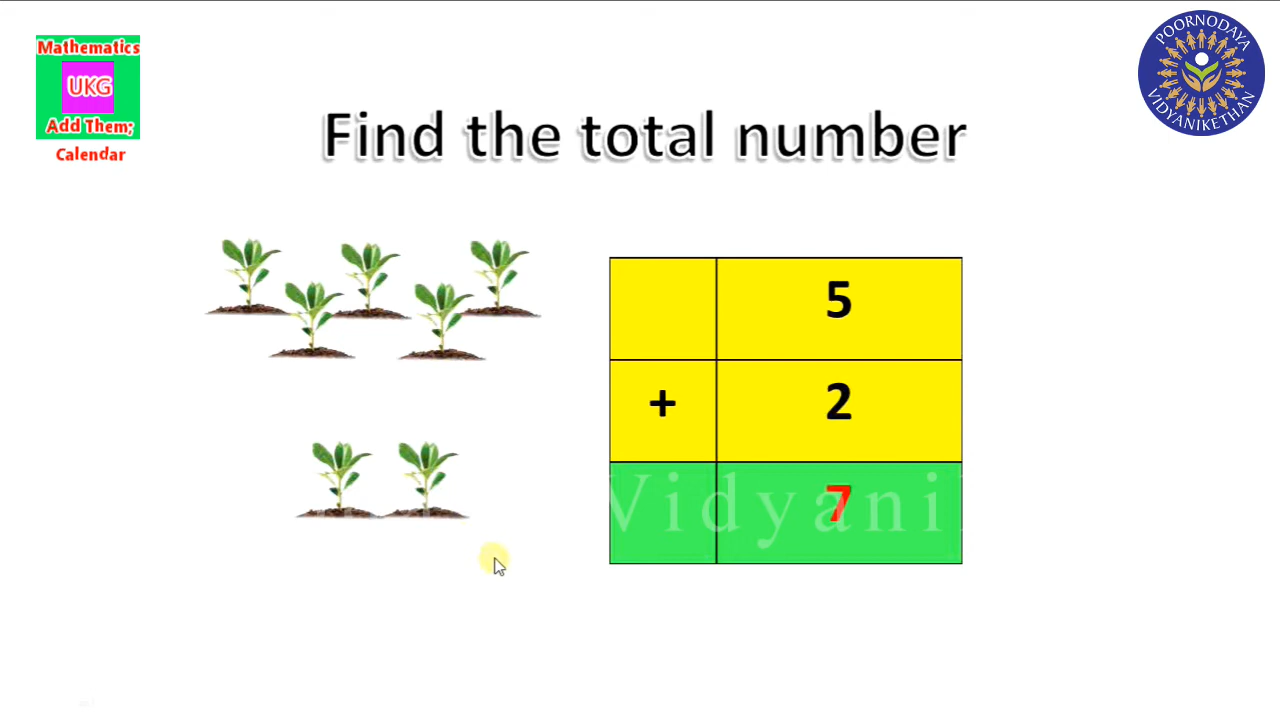 Mathematics
UKG
Add Them;
Calendar
POORNODAYA
VIDYANIKETHAN
Find the total number
5
+ 2
7
Vidyani